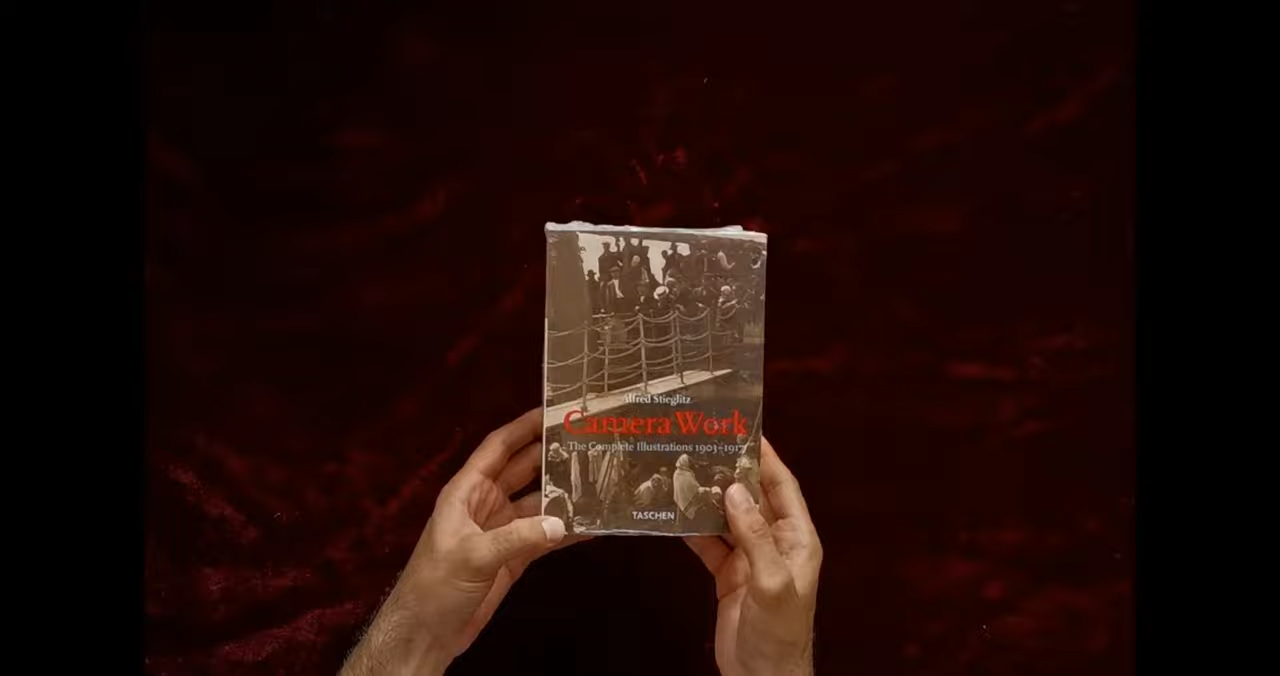 Alfred Stieglitz
Camera Work
The Complete Illustrations 1903–1917
TASCHEN